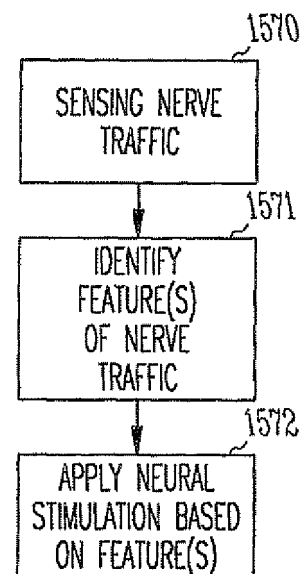 1570
SENSING NERVE
TRAFFIC
1571
IDENTIFY
FEATURE(S)
OF NERVE
TRAFFIC
1572
APPLY NEURAL
STIMULATION BASED
ON FEATURE(S)